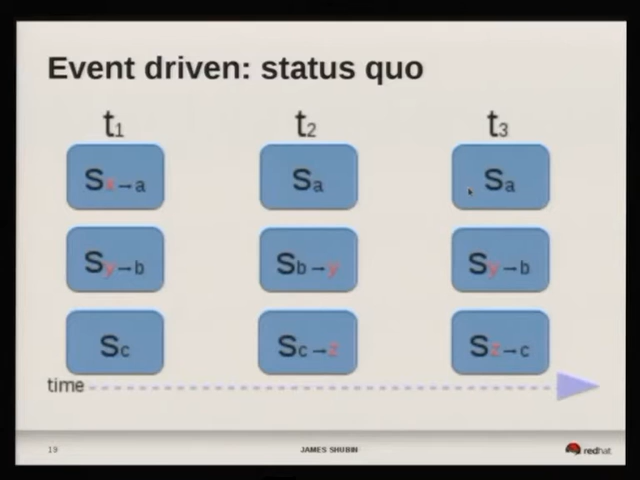 Event driven: status quo
t1 t2 t3
Sx→a Sa Sa
Sy→b Sb→y Sy→b
Sc Sc→z Sz→c
time
19 JAMES SHUBIN redhat.